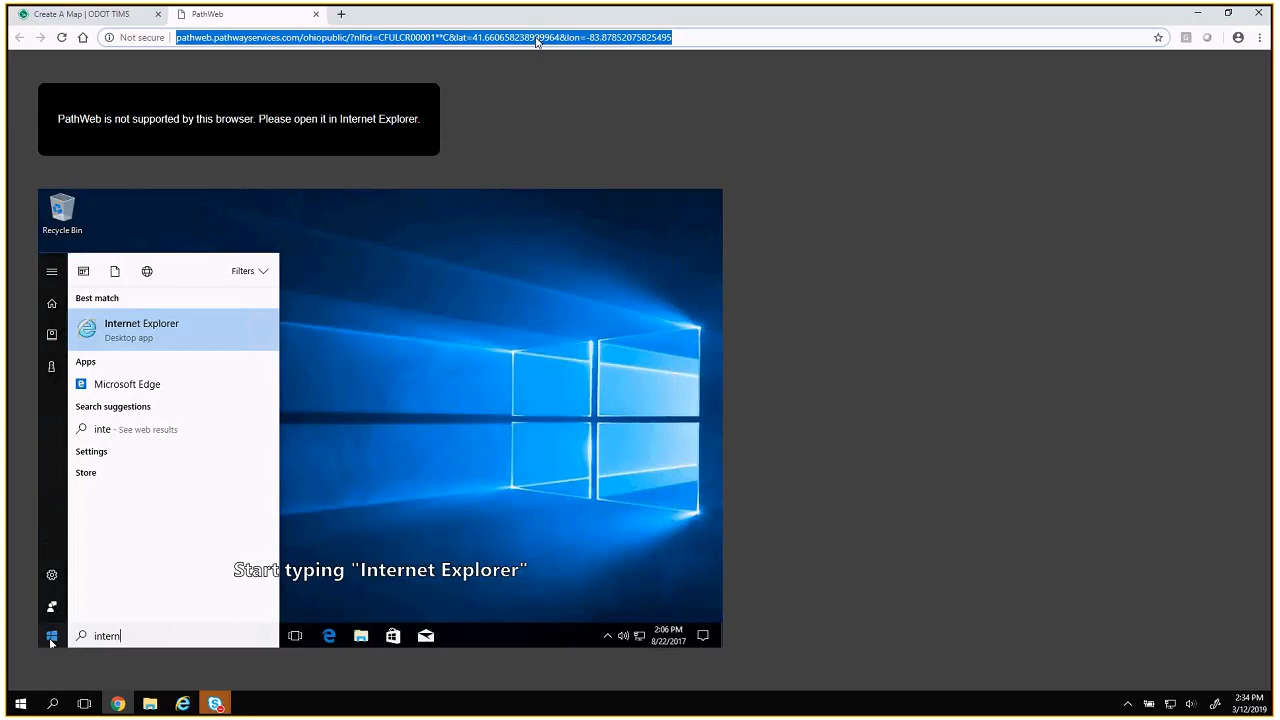 Create A Map | ODOT TIMS
PathWeb
Not secure
pathweb.pathwayservices.com/ohiopublic/?nlfid=CFULCR00001**C&lat=41.660658238999964&lon=-83.87852075825495
PathWeb is not supported by this browser. Please open it in Internet Explorer.
Recycle Bin
Filters
Best match
Internet Explorer
Desktop app
Apps
Microsoft Edge
Search suggestions
inte - See web results
Settings
Store
Start typing "Internet Explorer"
intern
2:06 PM
8/22/2017
2:34 PM
3/12/2019